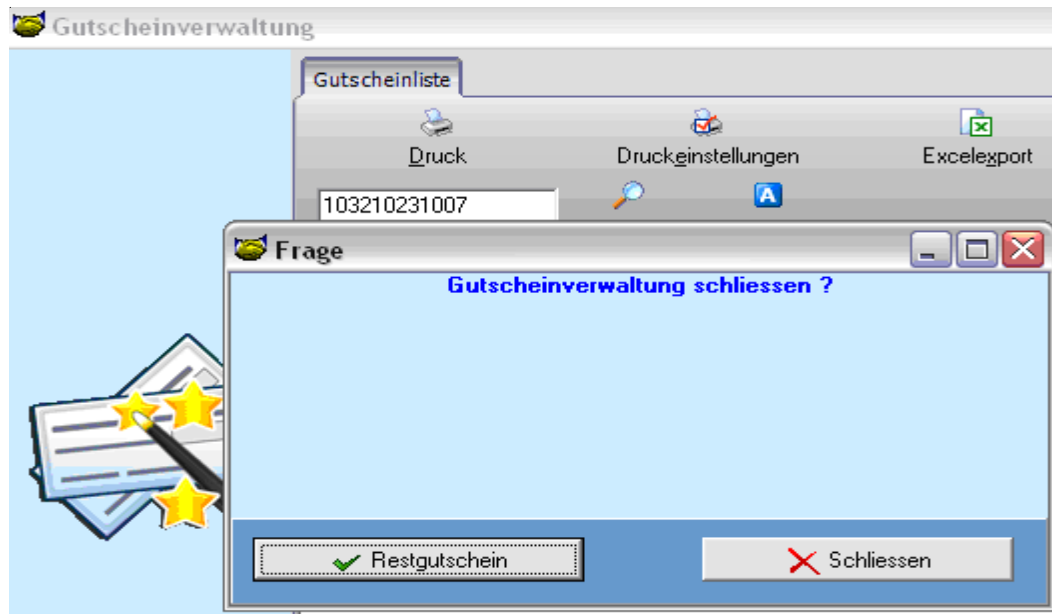 Gutscheinverwaltung
Gutscheinliste
Druck
Druckeinstellungen
Excelexport
103210231007
A
Frage
Gutscheinverwaltung schliessen ?
Restgutschein
Schliessen